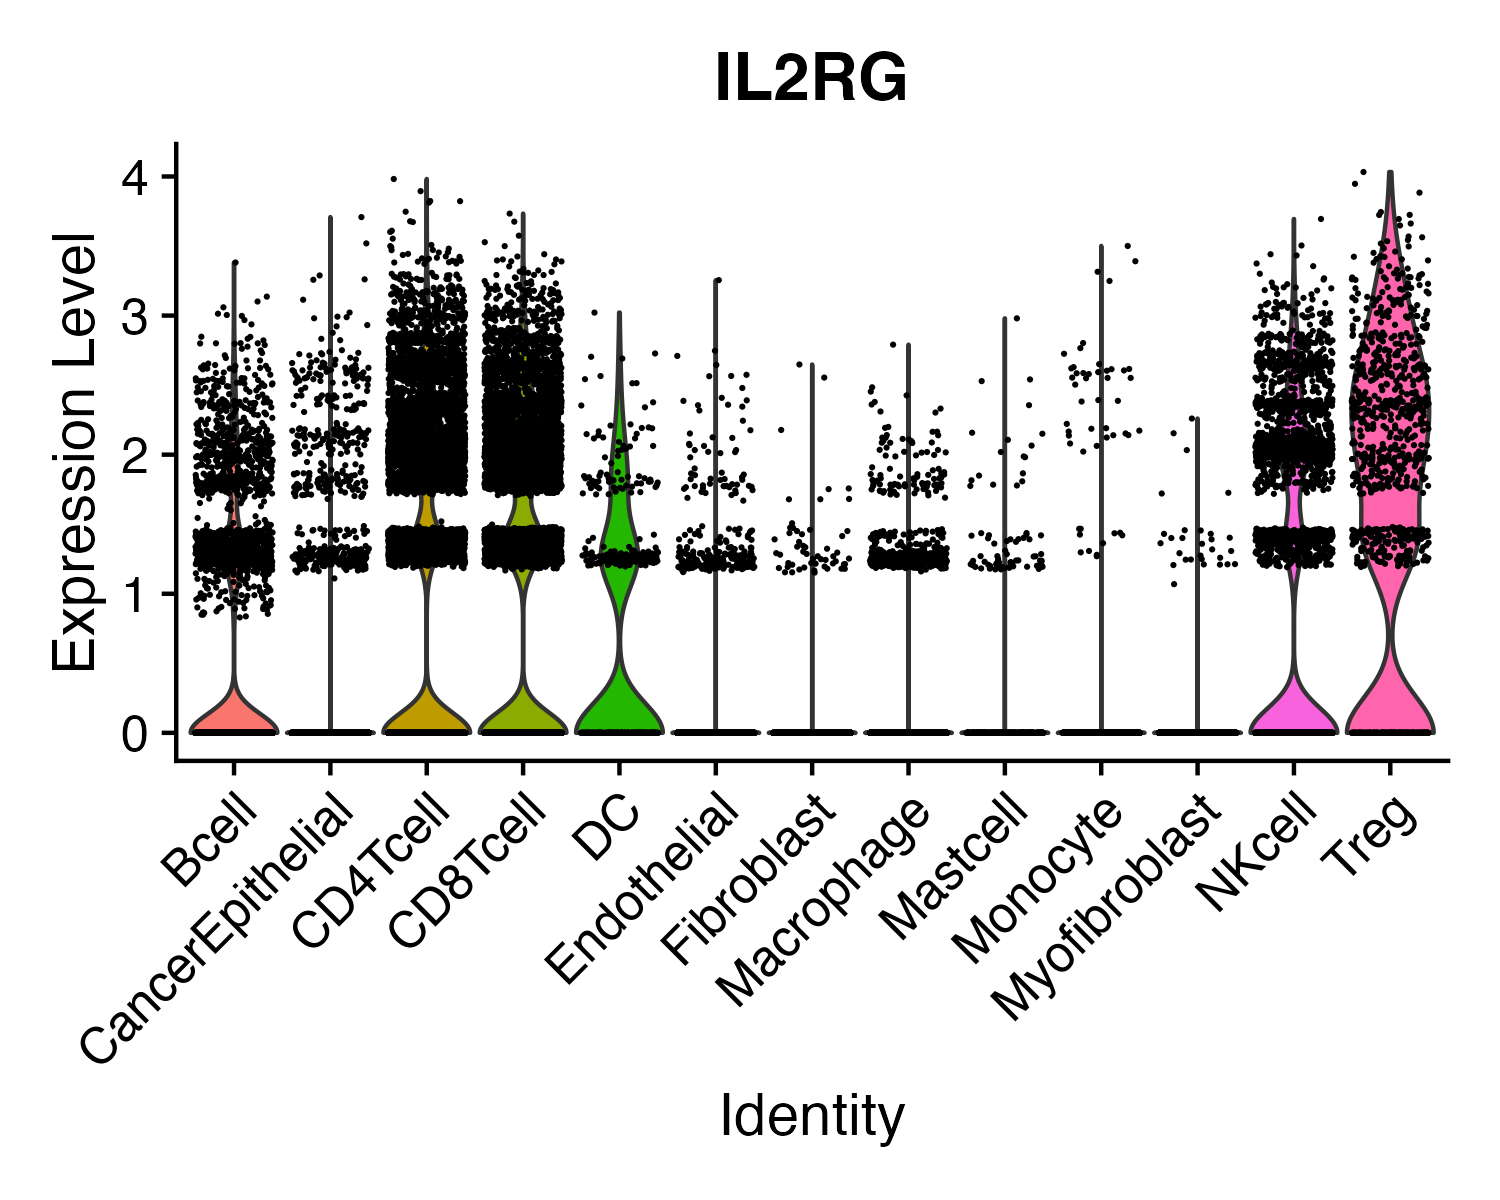 IL2RG
Expression Level
4
3
2
1
0
Bcell
CancerEpithelial
CD4Tcell
CD8Tcell
DC
Endothelial
Fibroblast
Macrophage
Mastcell
Monocyte
Myofibroblast
NKcell
Treg
Identity